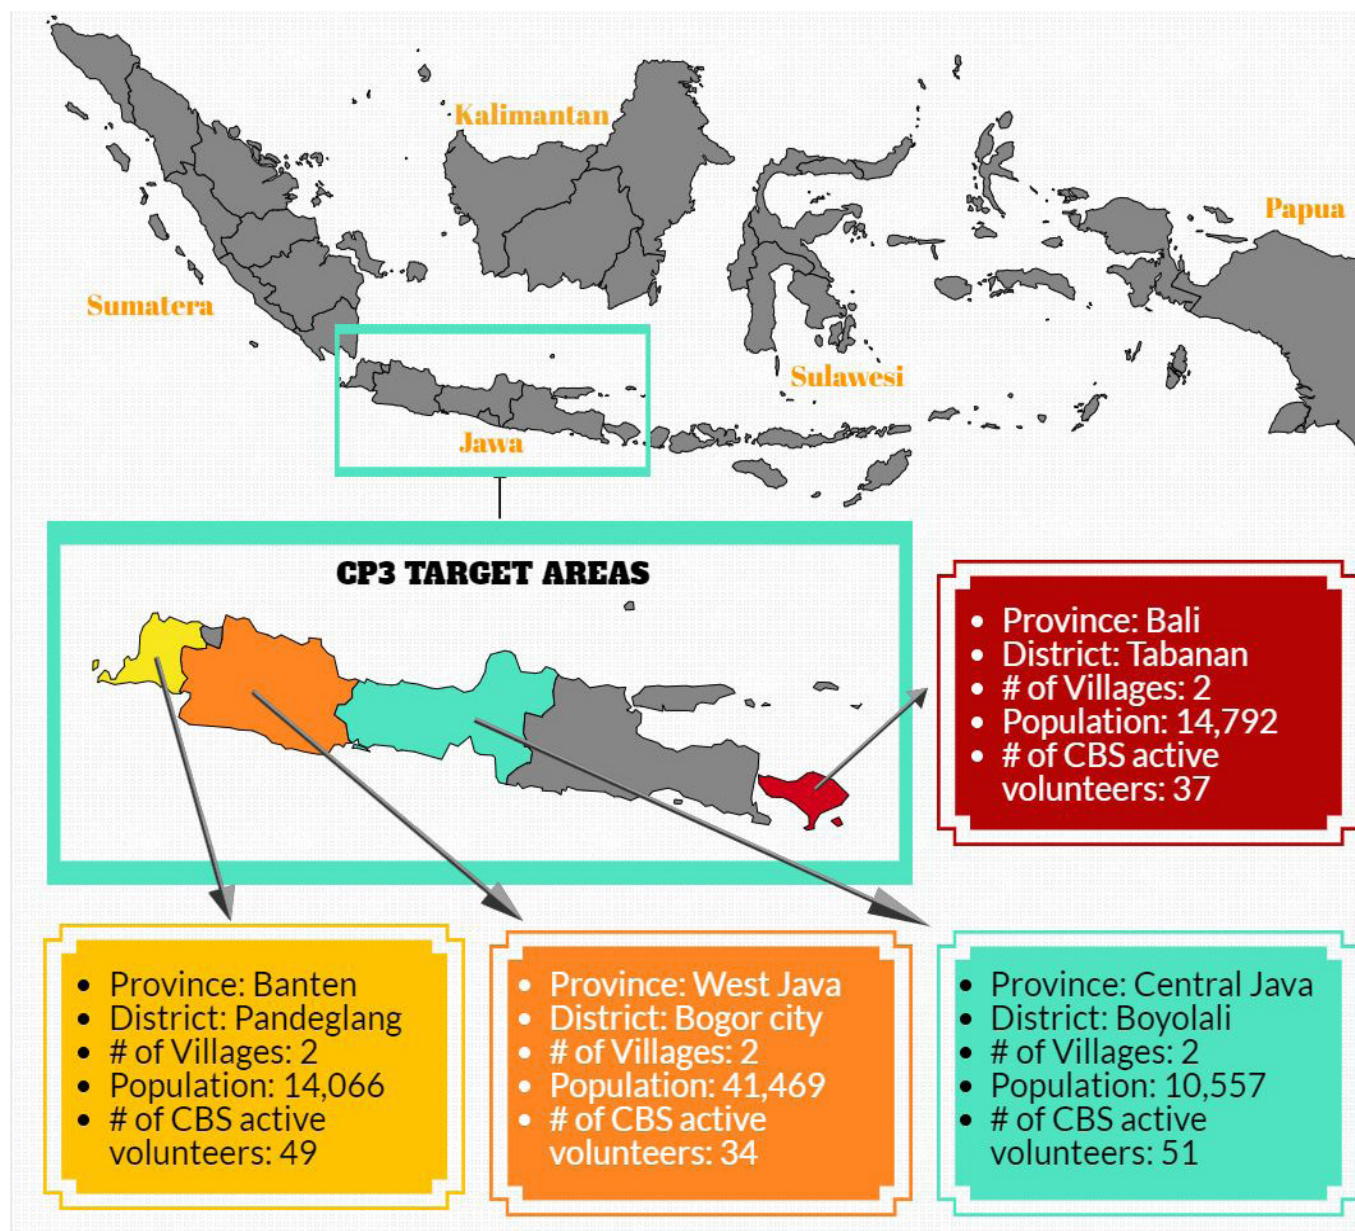 Kalimantan
Papua
Sumatera
Sulawesi
Jawa
CP3 TARGET AREAS
• Province: Bali
• District: Tabanan
• # of Villages: 2
• Population: 14,792
• # of CBS active
volunteers: 37
• Province: Banten
• District: Pandeglang
• # of Villages: 2
• Population: 14,066
• # of CBS active
volunteers: 49
• Province: West Java
• District: Bogor city
• # of Villages: 2
• Population: 41,469
• # of CBS active
volunteers: 34
• Province: Central Java
• District: Boyolali
• # of Villages: 2
• Population: 10,557
• # of CBS active
volunteers: 51